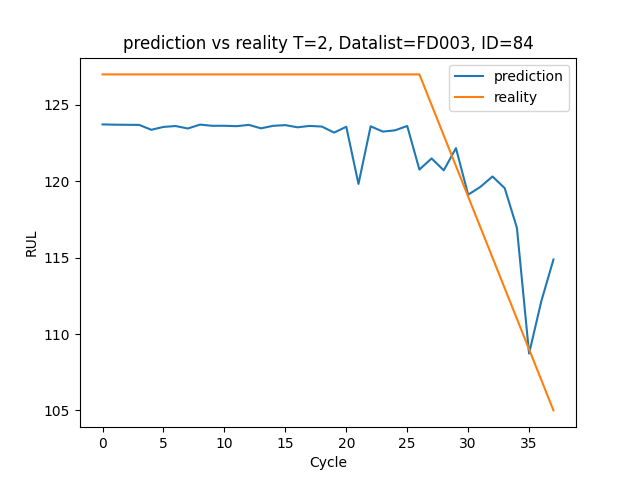 prediction vs reality T=2, Datalist=FD003, ID=84
prediction
reality
125
120
115
110
105
RUL
0 5 10 15 20 25 30 35
Cycle